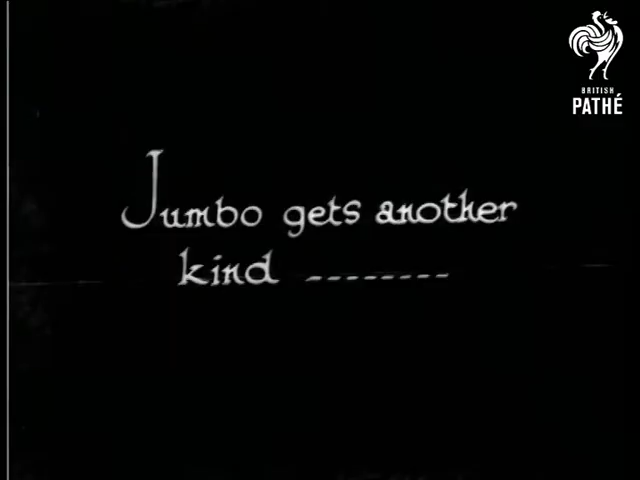 BRITISH
PATHÉ
Jumbo gets another
kind --------